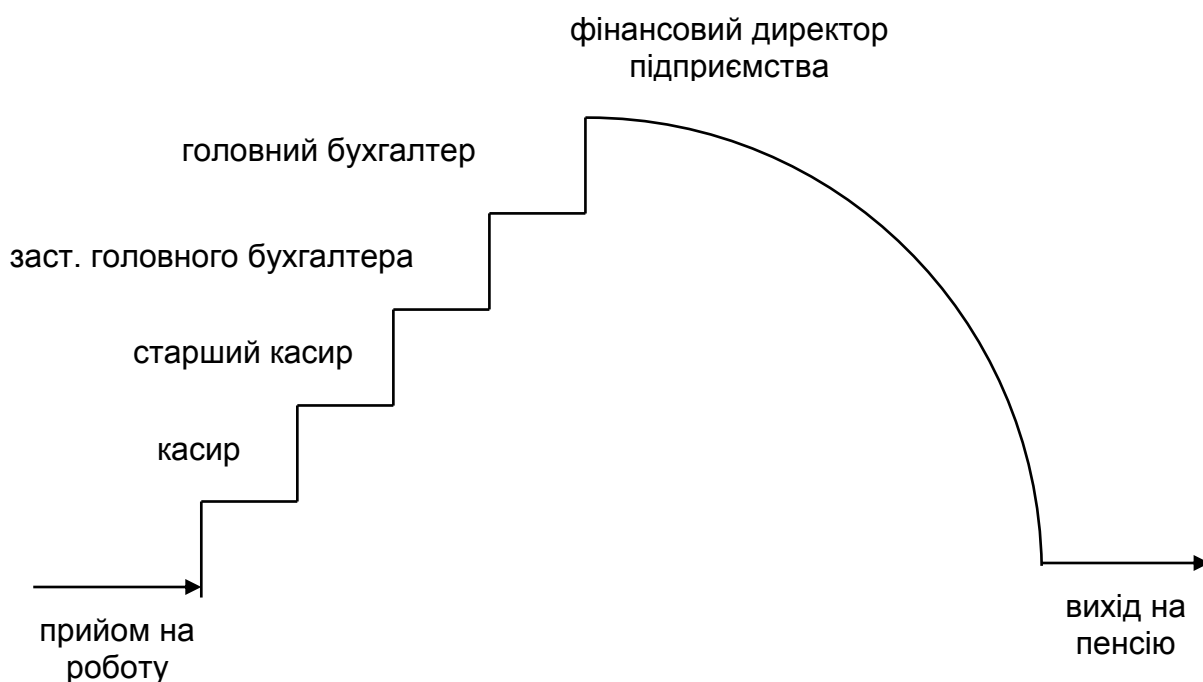 фінансовий директор
підприємства
головний бухгалтер
заст. головного бухгалтера
старший касир
касир
прийом на
роботу
вихід на
пенсію